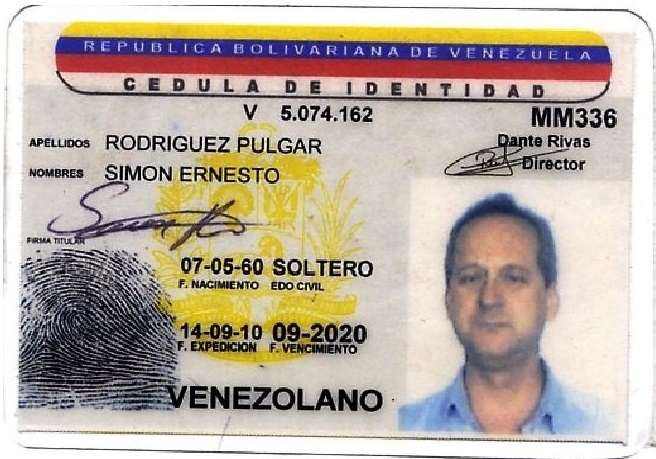 REPUBLICA BOLIVARIANA DE VENEZUELA
CEDULA DE IDENTIDAD
V 5.074.162
MM336
APELLIDOS RODRIGUEZ PULGAR
Dante Rivas
Director
NOMBRES SIMON ERNESTO
FIRMA TITULAR
07-05-60 SOLTERO
F. NACIMIENTO EDO CIVIL
14-09-10 09-2020
F. EXPEDICION F. VENCIMIENTO
VENEZOLANO